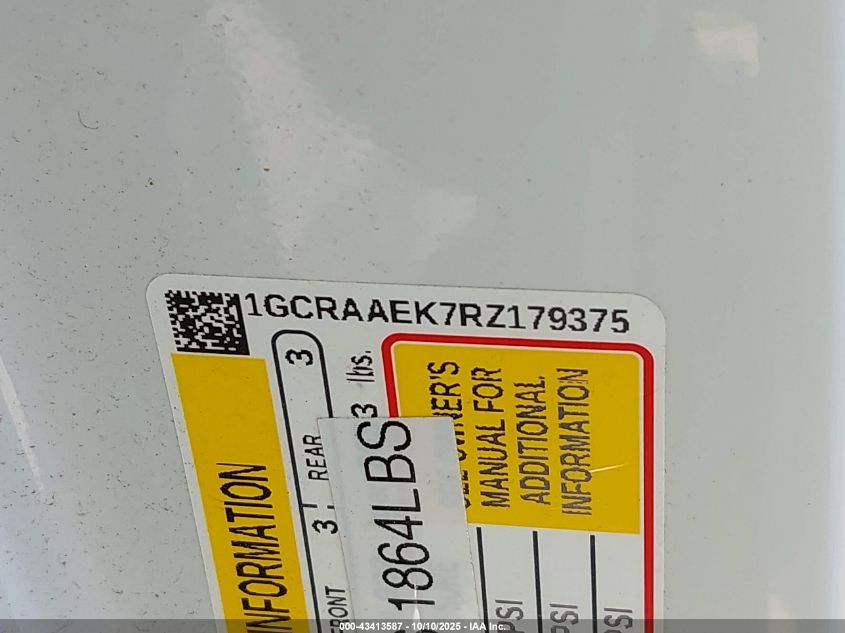 1GCRAAEK7RZ179375
INFORMATION
FRONT 3
REAR 3
3 lbs.
1864LBS
OWNER'S
MANUAL FOR
ADDITIONAL
INFORMATION
PSI
PSI
PSI
000-43413587 - 10/10/2025 - IAA Inc.